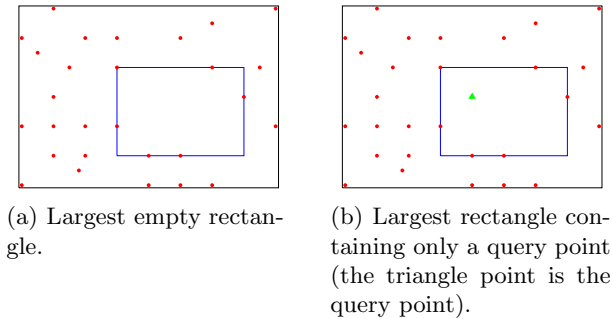 (a) Largest empty rectan-
gle.
(b) Largest rectangle con-
taining only a query point
(the triangle point is the
query point).